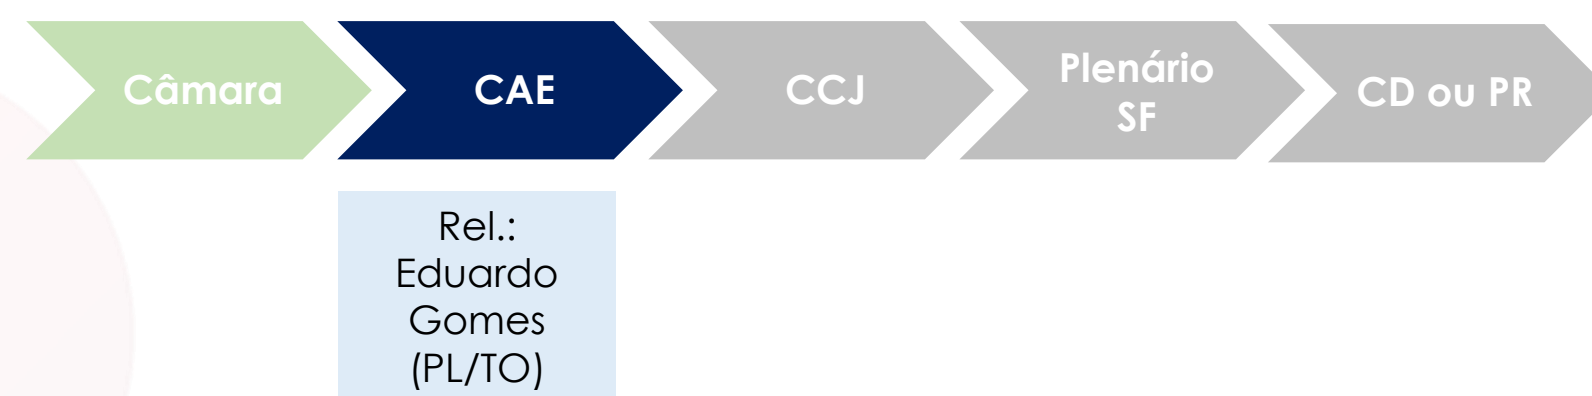 Câmara
CAE
CCJ
Plenário
SF
CD ou PR
Rel.:
Eduardo
Gomes
(PL/TO)